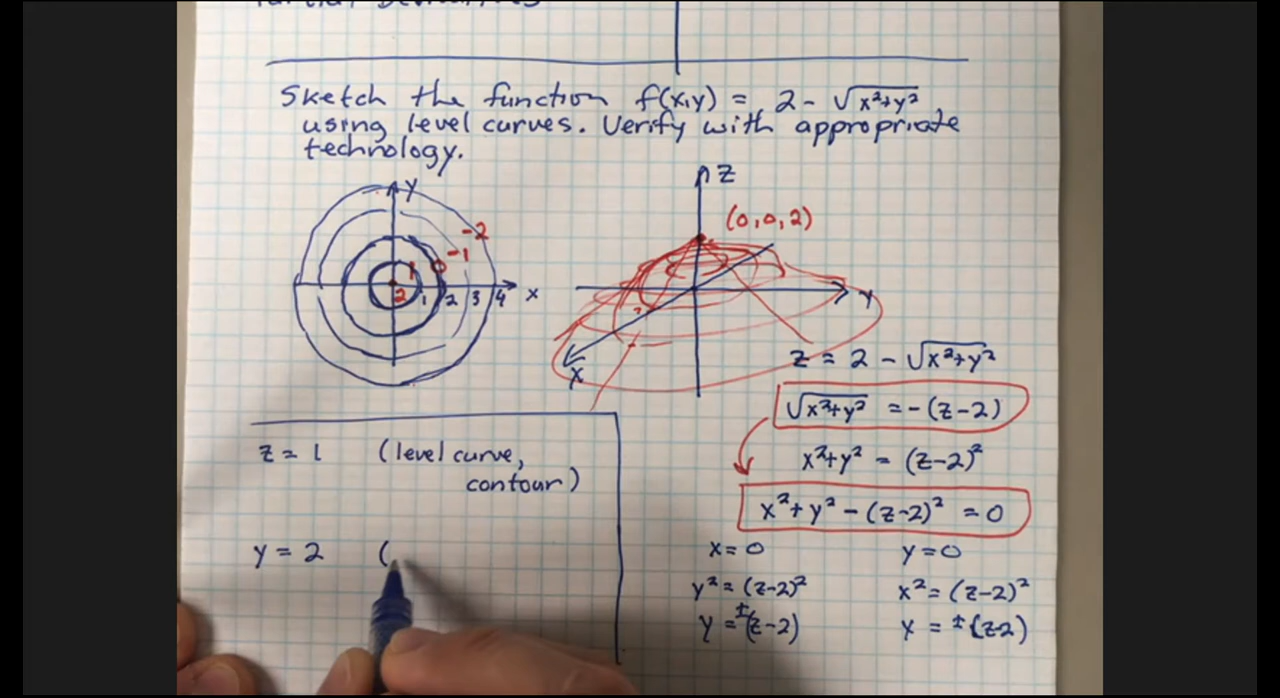 Partial Derivatives
Sketch the function f(x,y) = 2 - √x²+y²
using level curves. Verify with appropriate
technology.
y
-2
-1
1 0
2 1 2 3 4 x
z
(0,0,2)
y
x
z = 2 - √x²+y²
√x²+y² = -(z-2)
x²+y² = (z-2)²
x²+y² - (z-2)² = 0
x=0 y=0
y² = (z-2)² x² = (z-2)²
y = ±(z-2) x = ±(z-2)
z = 1 (level curve,
contour)
y = 2 (